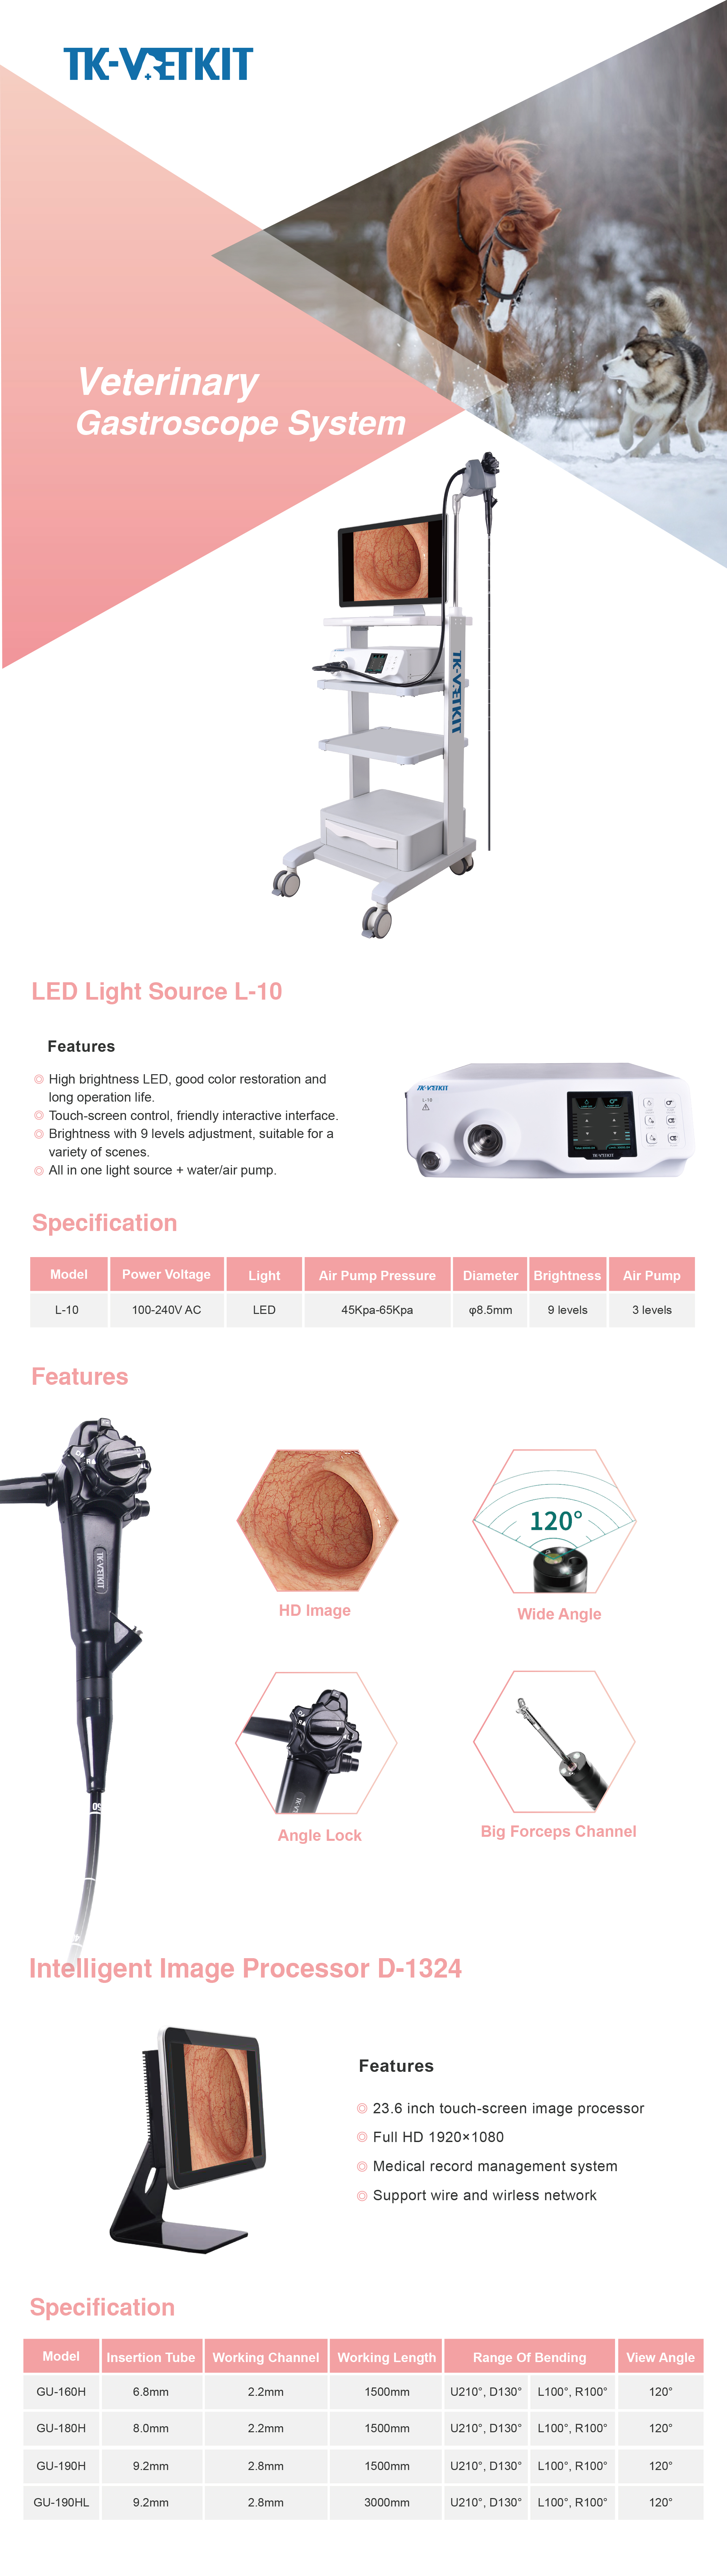 TK-VETKIT
Veterinary
Gastroscope System
TK-VETKIT
LED Light Source L-10
Features
High brightness LED, good color restoration and
long operation life.
Touch-screen control, friendly interactive interface.
Brightness with 9 levels adjustment, suitable for a
variety of scenes.
All in one light source + water/air pump.
TK-VETKIT
L-10
TK-VETKIT
Specification
Model Power Voltage Light Air Pump Pressure Diameter Brightness Air Pump
L-10 100-240V AC LED 45Kpa-65Kpa φ8.5mm 9 levels 3 levels
Features
TK-VETKIT
120°
HD Image
Wide Angle
Angle Lock
Big Forceps Channel
Intelligent Image Processor D-1324
Features
23.6 inch touch-screen image processor
Full HD 1920×1080
Medical record management system
Support wire and wirless network
Specification
Model Insertion Tube Working Channel Working Length Range Of Bending View Angle
GU-160H 6.8mm 2.2mm 1500mm U210°, D130° L100°, R100° 120°
GU-180H 8.0mm 2.2mm 1500mm U210°, D130° L100°, R100° 120°
GU-190H 9.2mm 2.8mm 1500mm U210°, D130° L100°, R100° 120°
GU-190HL 9.2mm 2.8mm 3000mm U210°, D130° L100°, R100° 120°